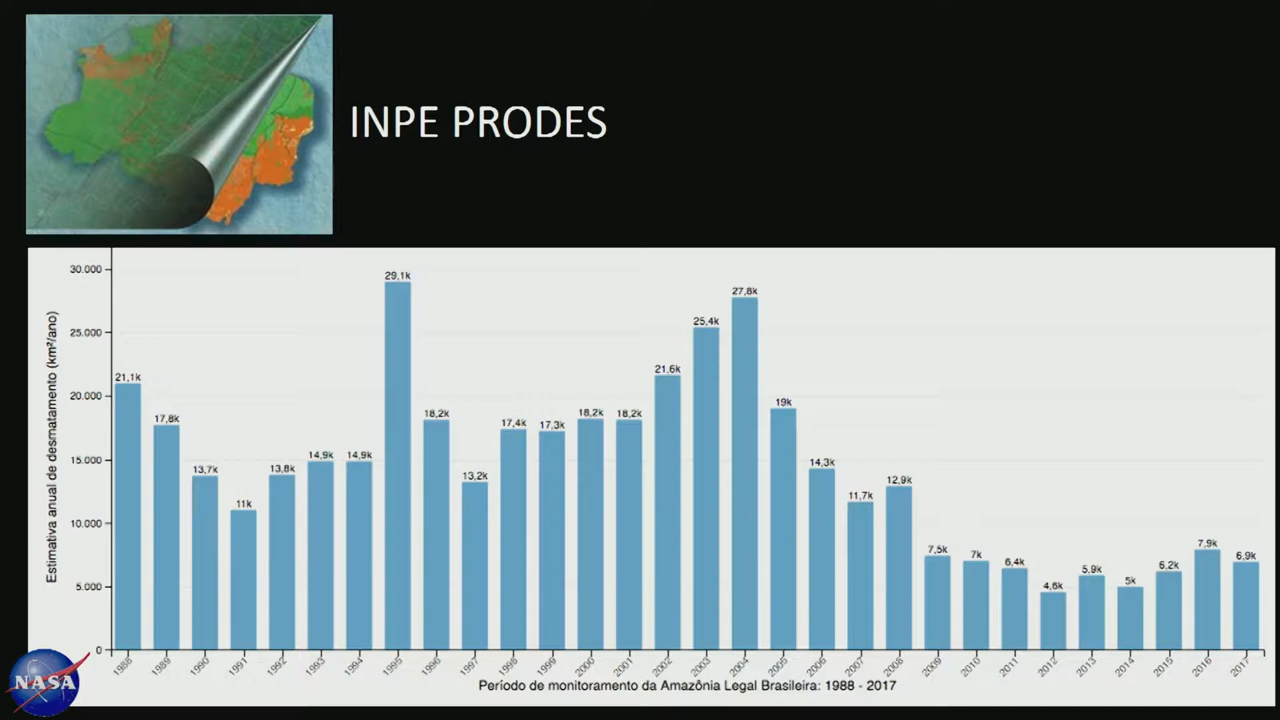 INPE PRODES
Estimativa anual de desmatamento (km²/ano)
30.000
25.000
20.000
15.000
10.000
5.000
0
21,1k
17,8k
13,7k
11k
13,8k
14,9k
14,9k
29,1k
18,2k
13,2k
17,4k
17,3k
18,2k
18,2k
21,6k
25,4k
27,8k
19k
14,3k
11,7k
12,9k
7,5k
7k
6,4k
4,6k
5,9k
5k
6,2k
7,9k
6,9k
1988
1989
1990
1991
1992
1993
1994
1995
1996
1997
1998
1999
2000
2001
2002
2003
2004
2005
2006
2007
2008
2009
2010
2011
2012
2013
2014
2015
2016
2017
Período de monitoramento da Amazônia Legal Brasileira: 1988 - 2017
NASA